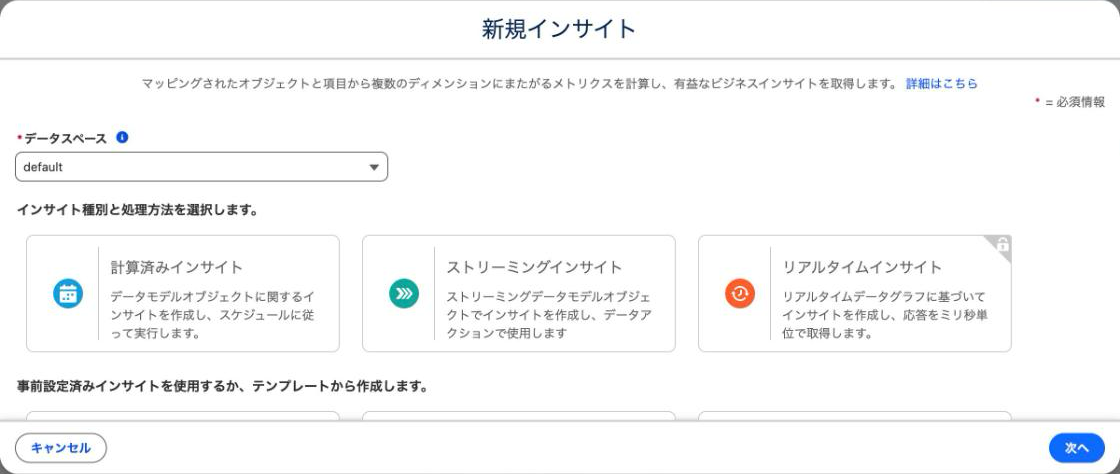 新規インサイト
マッピングされたオブジェクトと項目から複数のディメンションにまたがるメトリクスを計算し、有益なビジネスインサイトを取得します。 詳細はこちら
* = 必須情報
*データスペース
default
インサイト種別と処理方法を選択します。
計算済みインサイト
データモデルオブジェクトに関するイ
ンサイトを作成し、スケジュールに従
って実行します。
ストリーミングインサイト
ストリーミングデータモデルオブジェ
クトでインサイトを作成し、データア
クションで使用します
リアルタイムインサイト
リアルタイムデータグラフに基づいて
インサイトを作成し、応答をミリ秒単
位で取得します。
事前設定済みインサイトを使用するか、テンプレートから作成します。
キャンセル
次へ